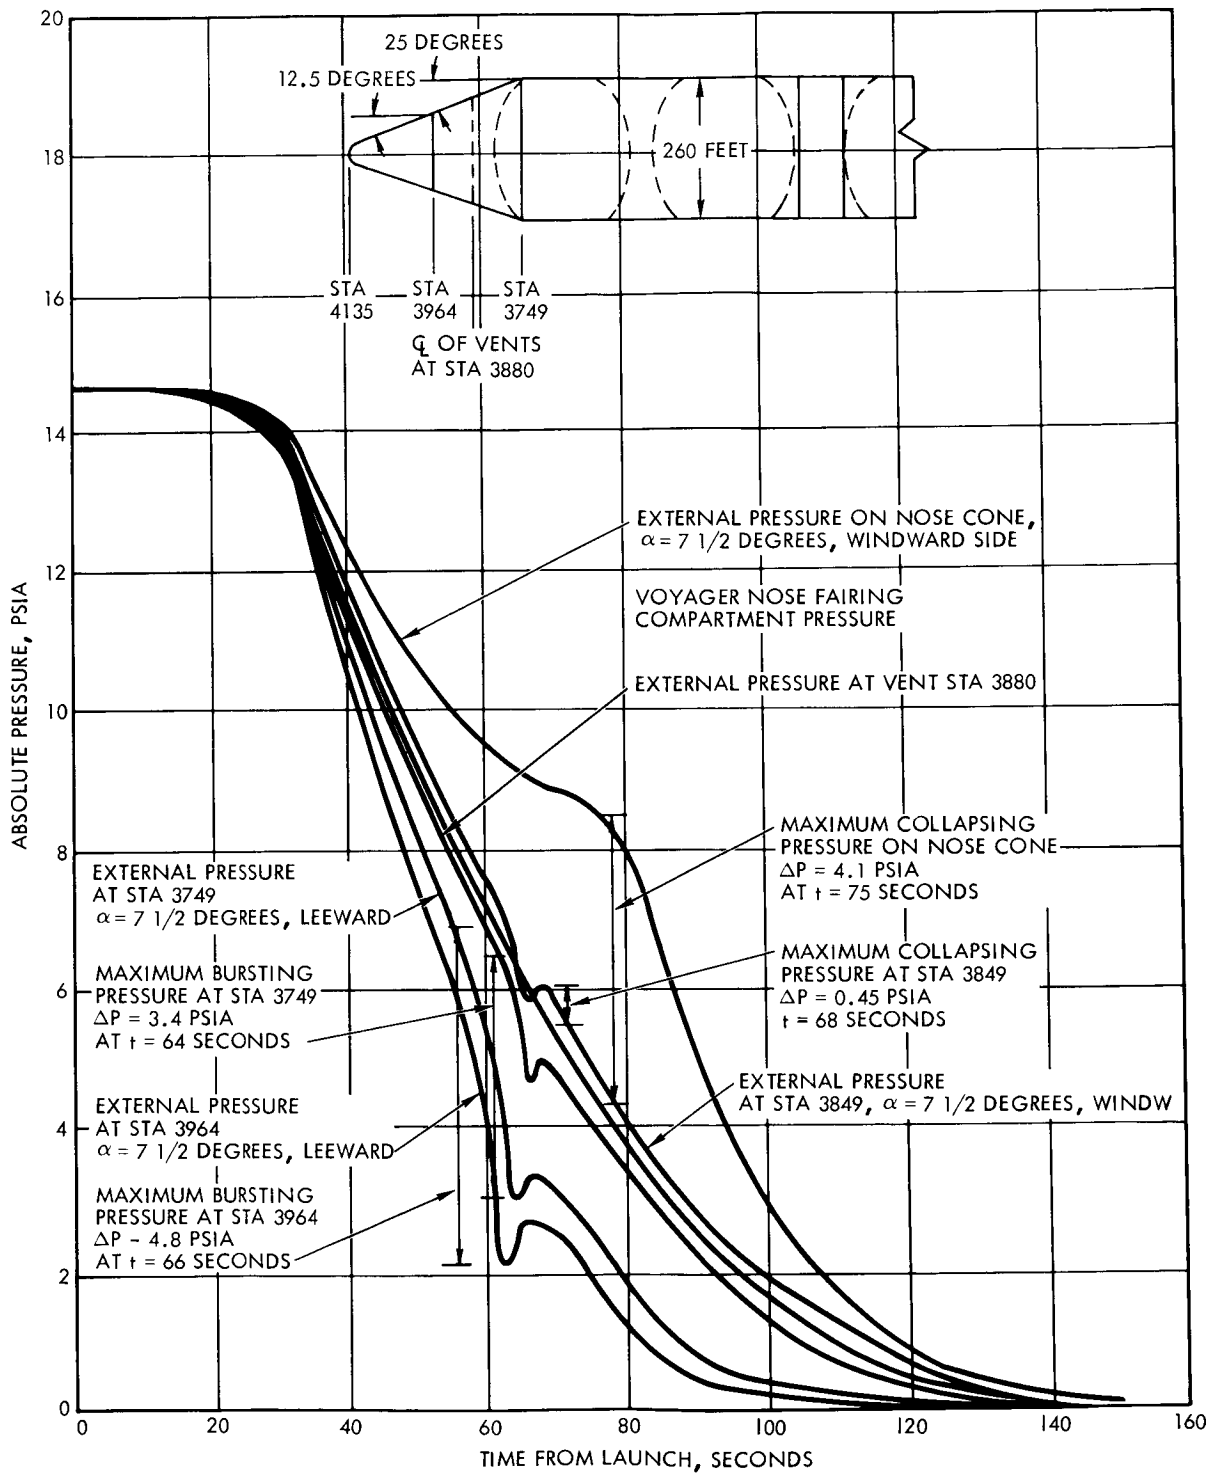 20
18
16
14
12
10
8
6
4
2
0
ABSOLUTE PRESSURE, PSIA
25 DEGREES
12.5 DEGREES
260 FEET
STA
4135
STA
3964
STA
3749
℄ OF VENTS
AT STA 3880
EXTERNAL PRESSURE ON NOSE CONE,
α = 7 1/2 DEGREES, WINDWARD SIDE
VOYAGER NOSE FAIRING
COMPARTMENT PRESSURE
EXTERNAL PRESSURE AT VENT STA 3880
MAXIMUM COLLAPSING
PRESSURE ON NOSE CONE
ΔP = 4.1 PSIA
AT t = 75 SECONDS
EXTERNAL PRESSURE
AT STA 3749
α = 7 1/2 DEGREES, LEEWARD
MAXIMUM COLLAPSING
PRESSURE AT STA 3849
ΔP = 0.45 PSIA
t = 68 SECONDS
MAXIMUM BURSTING
PRESSURE AT STA 3749
ΔP = 3.4 PSIA
AT t = 64 SECONDS
EXTERNAL PRESSURE
AT STA 3849, α = 7 1/2 DEGREES, WINDW
EXTERNAL PRESSURE
AT STA 3964
α = 7 1/2 DEGREES, LEEWARD
MAXIMUM BURSTING
PRESSURE AT STA 3964
ΔP - 4.8 PSIA
AT t = 66 SECONDS
0 20 40 60 80 100 120 140 160
TIME FROM LAUNCH, SECONDS